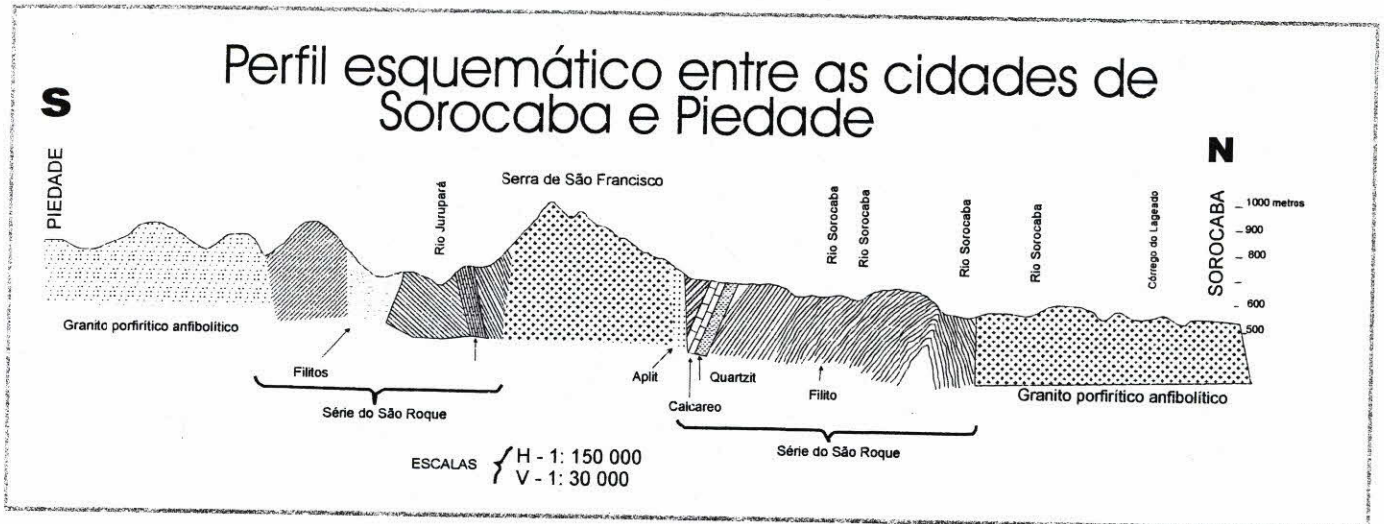 Perfil esquemático entre as cidades de
Sorocaba e Piedade
S
N
PIEDADE
Rio Jurupará
Serra de São Francisco
Rio Sorocaba
Rio Sorocaba
Rio Sorocaba
Rio Sorocaba
Córrego do Lageado
SOROCABA
1000 metros
900
800
600
500
Granito porfirítico anfibolítico
Filitos
Série do São Roque
Aplit
Calcareo
Quartzit
Filito
Granito porfirítico anfibolítico
Série do São Roque
ESCALAS
H - 1: 150 000
V - 1: 30 000